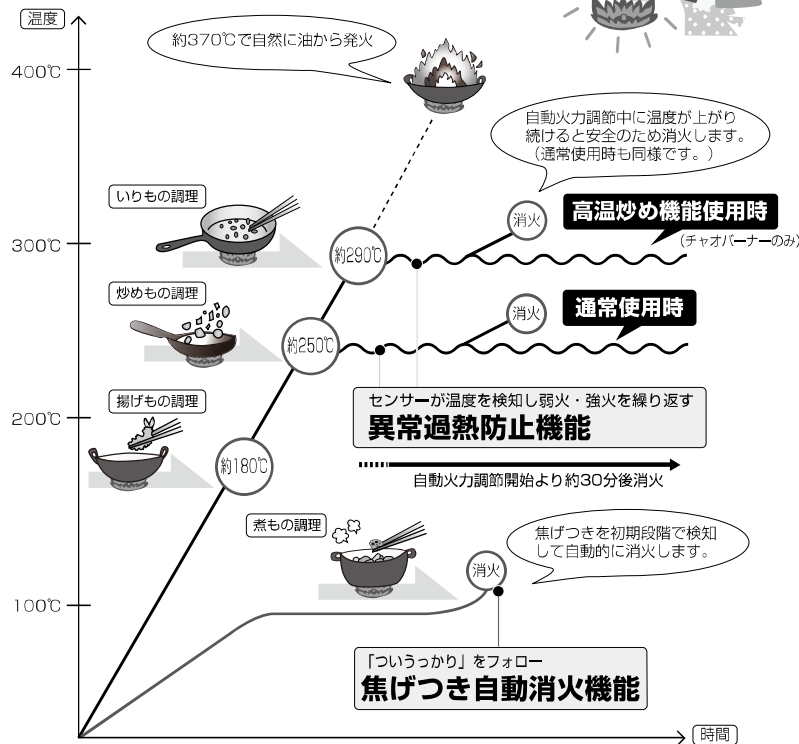 温度
約370℃で自然に油から発火
400℃
自動火力調節中に温度が上がり
続けると安全のため消火します。
（通常使用時も同様です。）
いりもの調理
消火
高温炒め機能使用時
（チャオバーナーのみ）
300℃
約290℃
炒めもの調理
消火
通常使用時
約250℃
センサーが温度を検知し弱火・強火を繰り返す
異常過熱防止機能
揚げもの調理
200℃
約180℃
自動火力調節開始より約30分後消火
煮もの調理
焦げつきを初期段階で検知
して自動的に消火します。
消火
100℃
「ついうっかり」をフォロー
焦げつき自動消火機能
時間